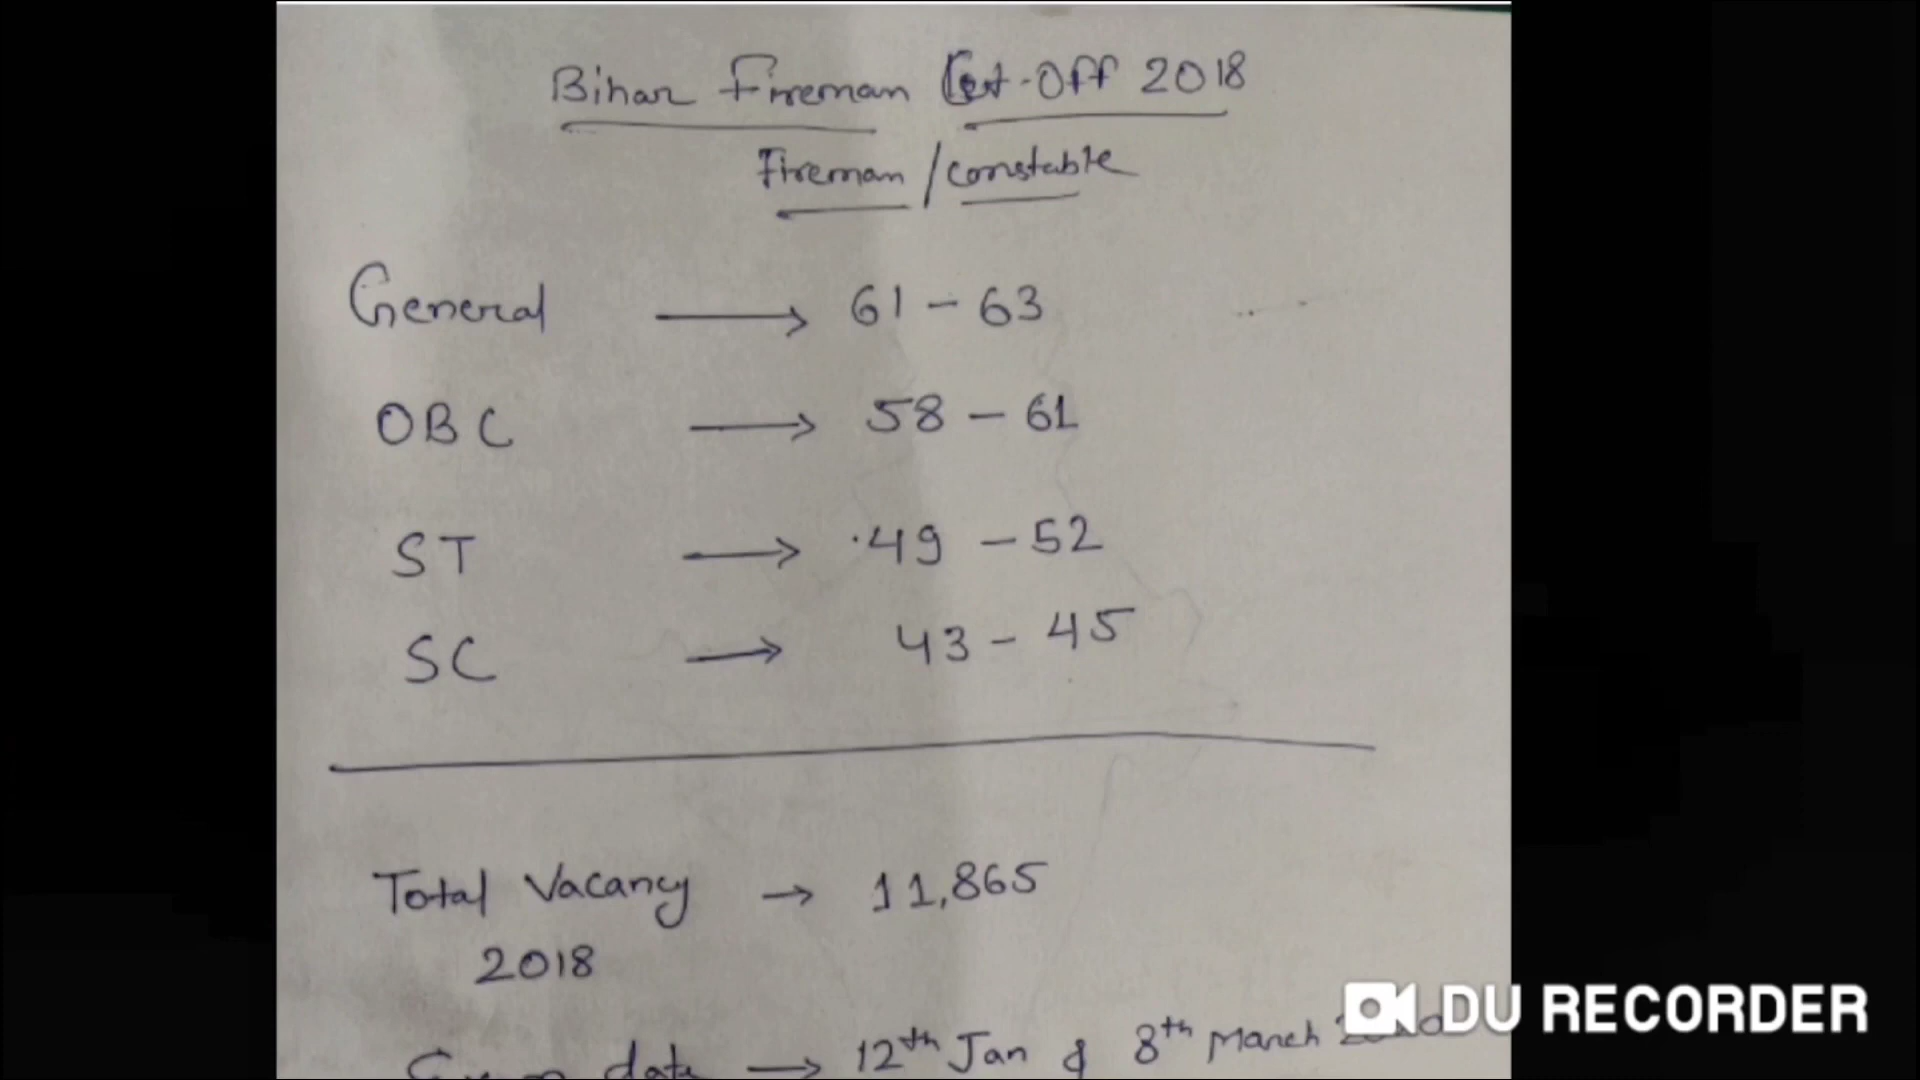 Bihar Fireman Cut-Off 2018
Fireman / constable
General → 61 - 63
OBC → 58 - 61
ST → 49 - 52
SC → 43 - 45
Total Vacancy → 11,865
2018
date → 12th Jan & 8th March
DU RECORDER